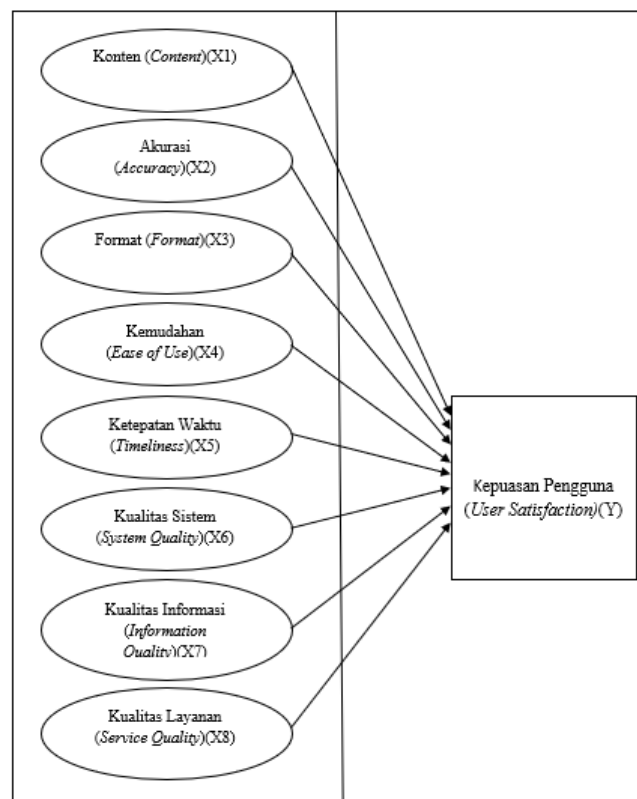 Konten (Content)(X1)
Akurasi
(Accuracy)(X2)
Format (Format)(X3)
Kemudahan
(Ease of Use)(X4)
Ketepatan Waktu
(Timeliness)(X5)
Kualitas Sistem
(System Quality)(X6)
Kualitas Informasi
(Information
Quality)(X7)
Kualitas Layanan
(Service Quality)(X8)
Kepuasan Pengguna
(User Satisfaction)(Y)